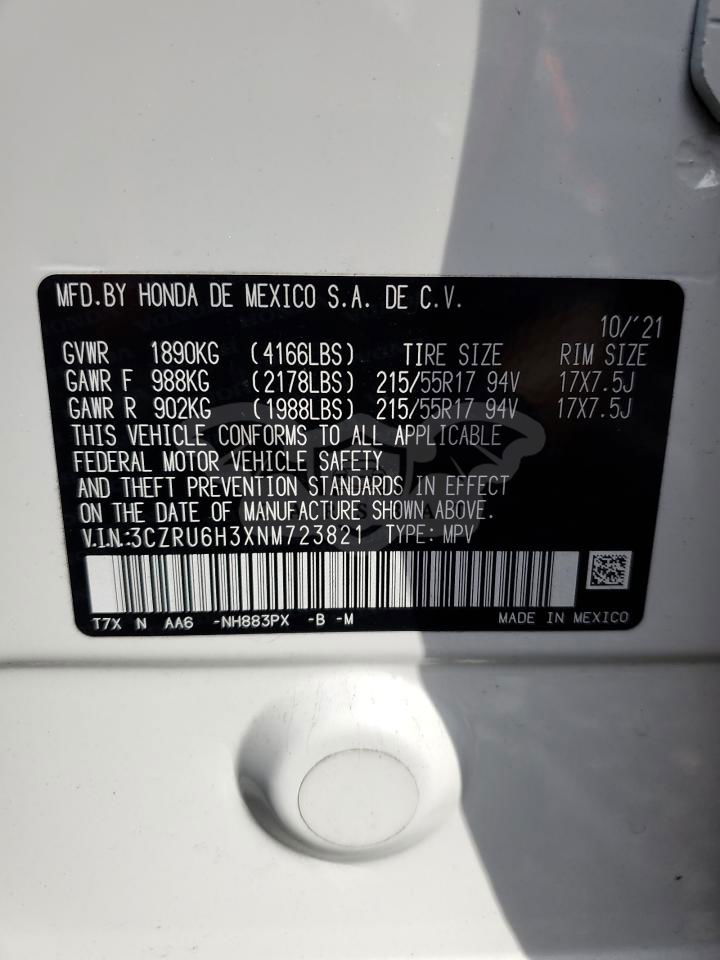 MFD.BY HONDA DE MEXICO S.A. DE C.V.
10/'21
GVWR 1890KG (4166LBS) TIRE SIZE RIM SIZE
GAWR F 988KG (2178LBS) 215/55R17 94V 17X7.5J
GAWR R 902KG (1988LBS) 215/55R17 94V 17X7.5J
THIS VEHICLE CONFORMS TO ALL APPLICABLE
FEDERAL MOTOR VEHICLE SAFETY
AND THEFT PREVENTION STANDARDS IN EFFECT
ON THE DATE OF MANUFACTURE SHOWN ABOVE.
V.I.N.:3CZRU6H3XNM723821 TYPE: MPV
T7X N AA6 -NH883PX -B -M MADE IN MEXICO